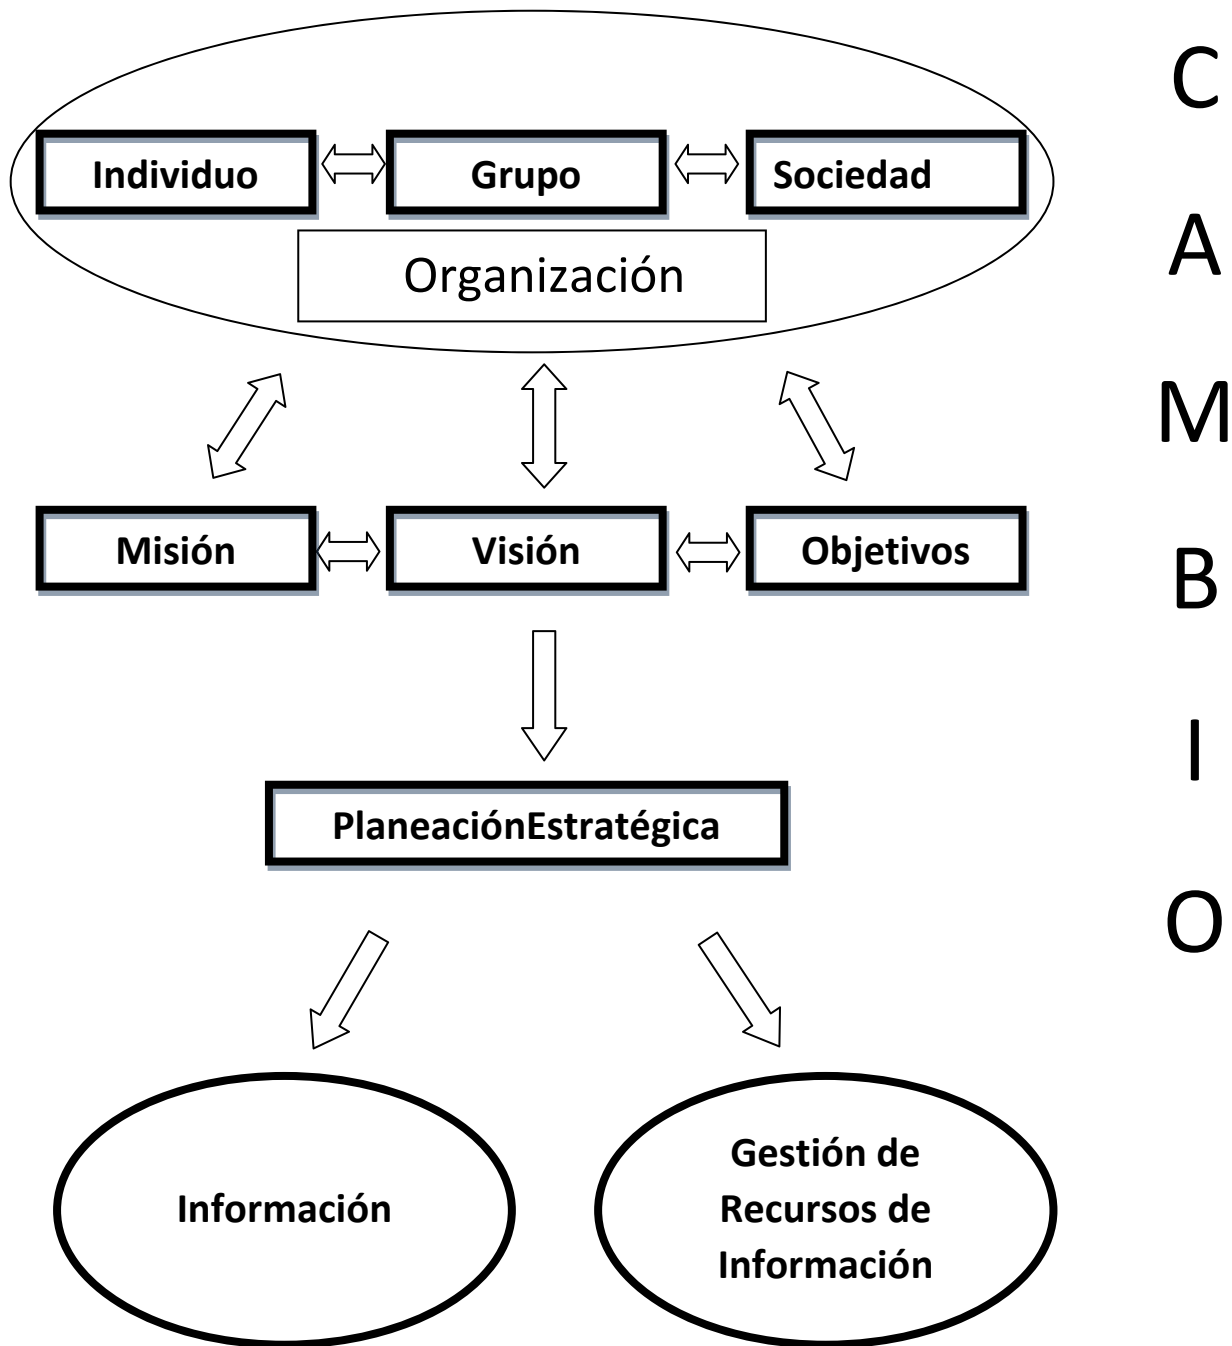 Individuo
Grupo
Sociedad
Organización
Misión
Visión
Objetivos
PlaneaciónEstratégica
Información
Gestión de
Recursos de
Información
C
A
M
B
I
O